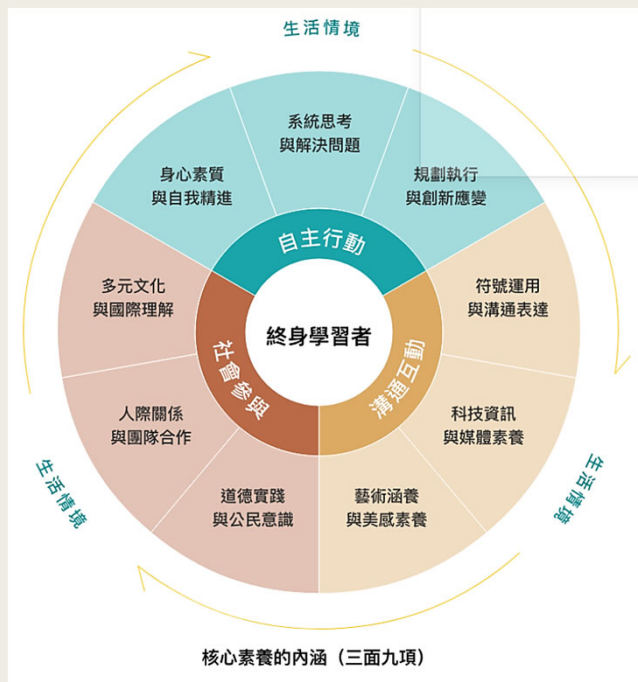 生活情境
系統思考
與解決問題
規劃執行
與創新應變
符號運用
與溝通表達
科技資訊
與媒體素養
藝術涵養
與美感素養
道德實踐
與公民意識
人際關係
與團隊合作
多元文化
與國際理解
身心素質
與自我精進
自主行動
溝通互動
社會參與
終身學習者
生活情境
生活情境
核心素養的內涵（三面九項）